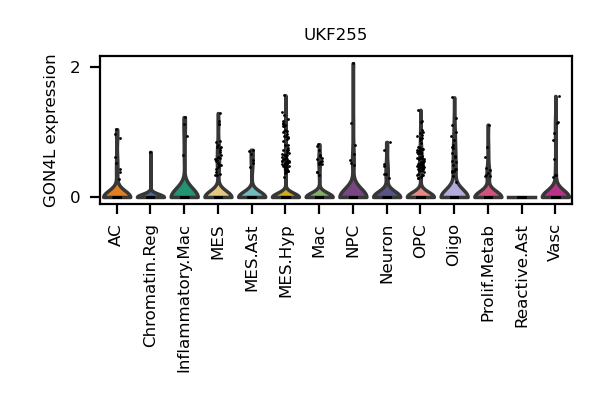 UKF255
GON4L expression
2
0
AC
Chromatin.Reg
Inflammatory.Mac
MES
MES.Ast
MES.Hyp
Mac
NPC
Neuron
OPC
Oligo
Prolif.Metab
Reactive.Ast
Vasc